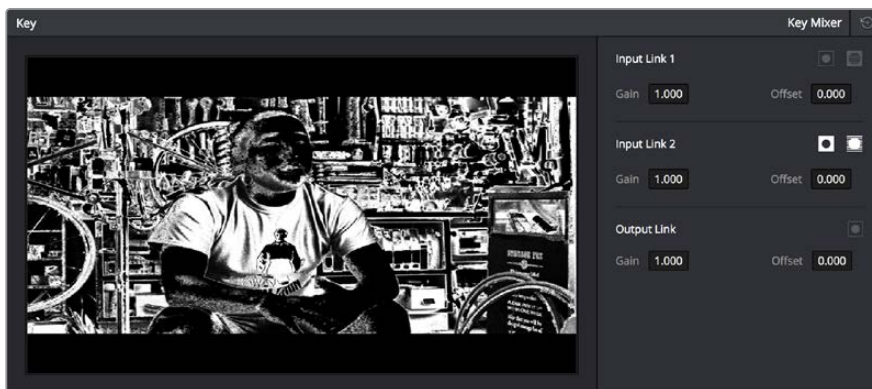 Key
Key Mixer
Input Link 1
Gain 1.000 Offset 0.000
Input Link 2
Gain 1.000 Offset 0.000
Output Link
Gain 1.000 Offset 0.000